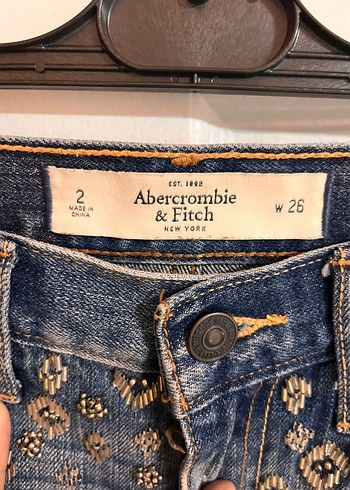 EST. 1892
2
MADE IN
CHINA
Abercrombie
& Fitch
NEW YORK
W 26